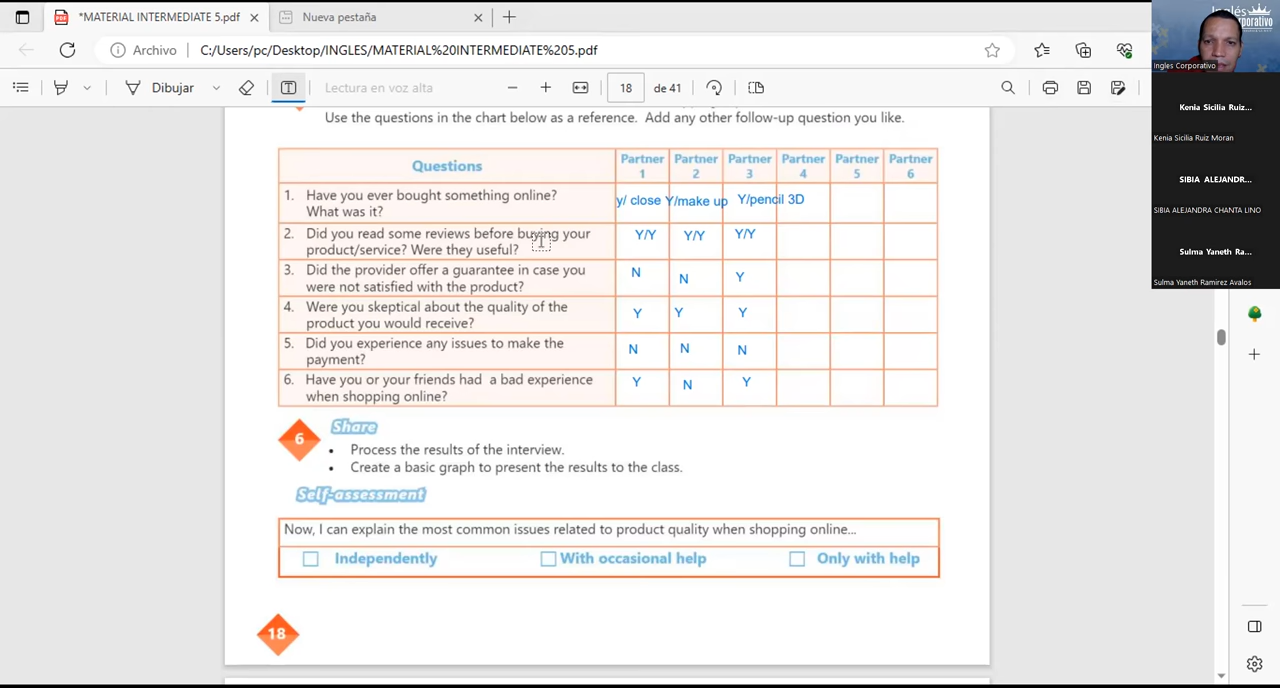 *MATERIAL INTERMEDIATE 5.pdf
Nueva pestaña
Archivo
C:/Users/pc/Desktop/INGLES/MATERIAL%20INTERMEDIATE%205.pdf
Dibujar
Lectura en voz alta
18
de 41
Use the questions in the chart below as a reference. Add any other follow-up question you like.
Questions
Partner 1
Partner 2
Partner 3
Partner 4
Partner 5
Partner 6
1. Have you ever bought something online?
What was it?
y/ close
Y/make up
Y/pencil 3D
2. Did you read some reviews before buying your
product/service? Were they useful?
Y/Y
Y/Y
Y/Y
3. Did the provider offer a guarantee in case you
were not satisfied with the product?
N
N
Y
4. Were you skeptical about the quality of the
product you would receive?
Y
Y
Y
5. Did you experience any issues to make the
payment?
N
N
N
6. Have you or your friends had a bad experience
when shopping online?
Y
N
Y
6
Share
• Process the results of the interview.
• Create a basic graph to present the results to the class.
Self-assessment
Now, I can explain the most common issues related to product quality when shopping online...
Independently
With occasional help
Only with help
18
Inglés
Ingles Corporativo
Kenia Sicilia Ruiz...
Kenia Sicilia Ruiz Moran
SIBIA ALEJANDR...
SIBIA ALEJANDRA CHANTA LINO
Sulma Yaneth Ra...
Sulma Yaneth Ramirez Avalos